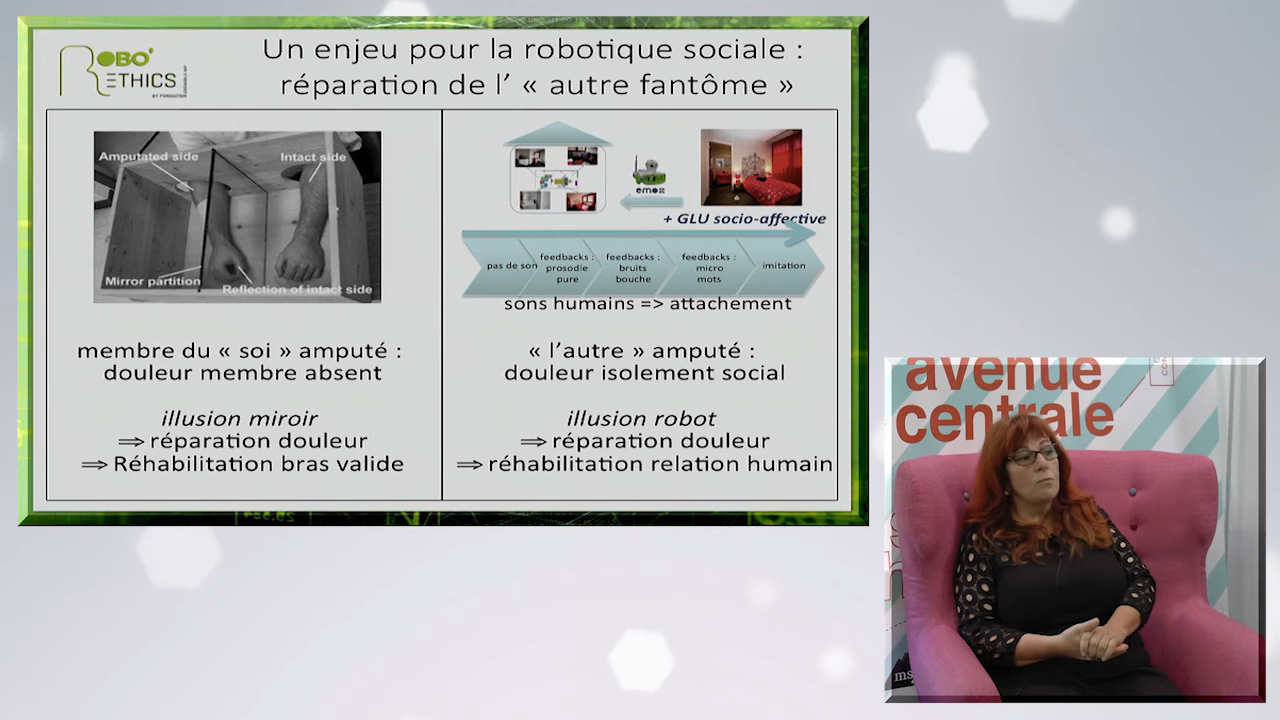 ROBO'
ETHICS
Un enjeu pour la robotique sociale :
réparation de l' « autre fantôme »
Amputated side
Intact side
Mirror partition
Reflection of intact side
membre du « soi » amputé :
douleur membre absent
illusion miroir
⇒ réparation douleur
⇒ Réhabilitation bras valide
emox
+ GLU socio-affective
pas de son
feedbacks :
prosodie
pure
feedbacks :
bruits
bouche
feedbacks :
micro
mots
imitation
sons humains => attachement
« l'autre » amputé :
douleur isolement social
illusion robot
⇒ réparation douleur
⇒ réhabilitation relation humain
avenue
centrale